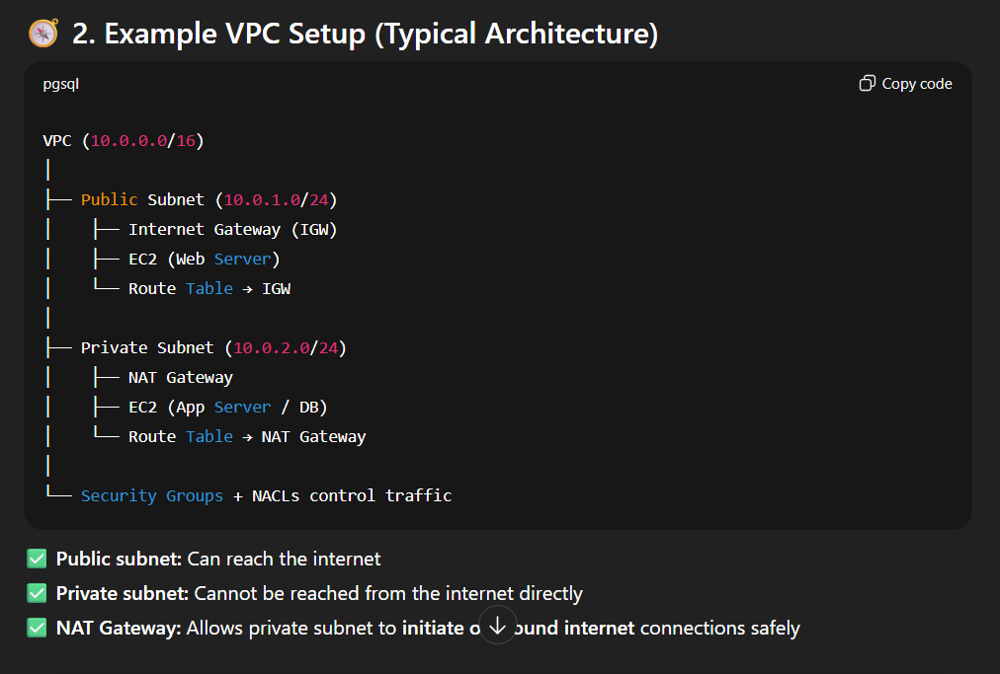 2. Example VPC Setup (Typical Architecture)
pgsql
Copy code
VPC (10.0.0.0/16)
│
├── Public Subnet (10.0.1.0/24)
│    ├── Internet Gateway (IGW)
│    ├── EC2 (Web Server)
│    └── Route Table → IGW
│
├── Private Subnet (10.0.2.0/24)
│    ├── NAT Gateway
│    ├── EC2 (App Server / DB)
│    └── Route Table → NAT Gateway
│
└── Security Groups + NACLs control traffic
✅ Public subnet: Can reach the internet
✅ Private subnet: Cannot be reached from the internet directly
✅ NAT Gateway: Allows private subnet to initiate internet connections safely